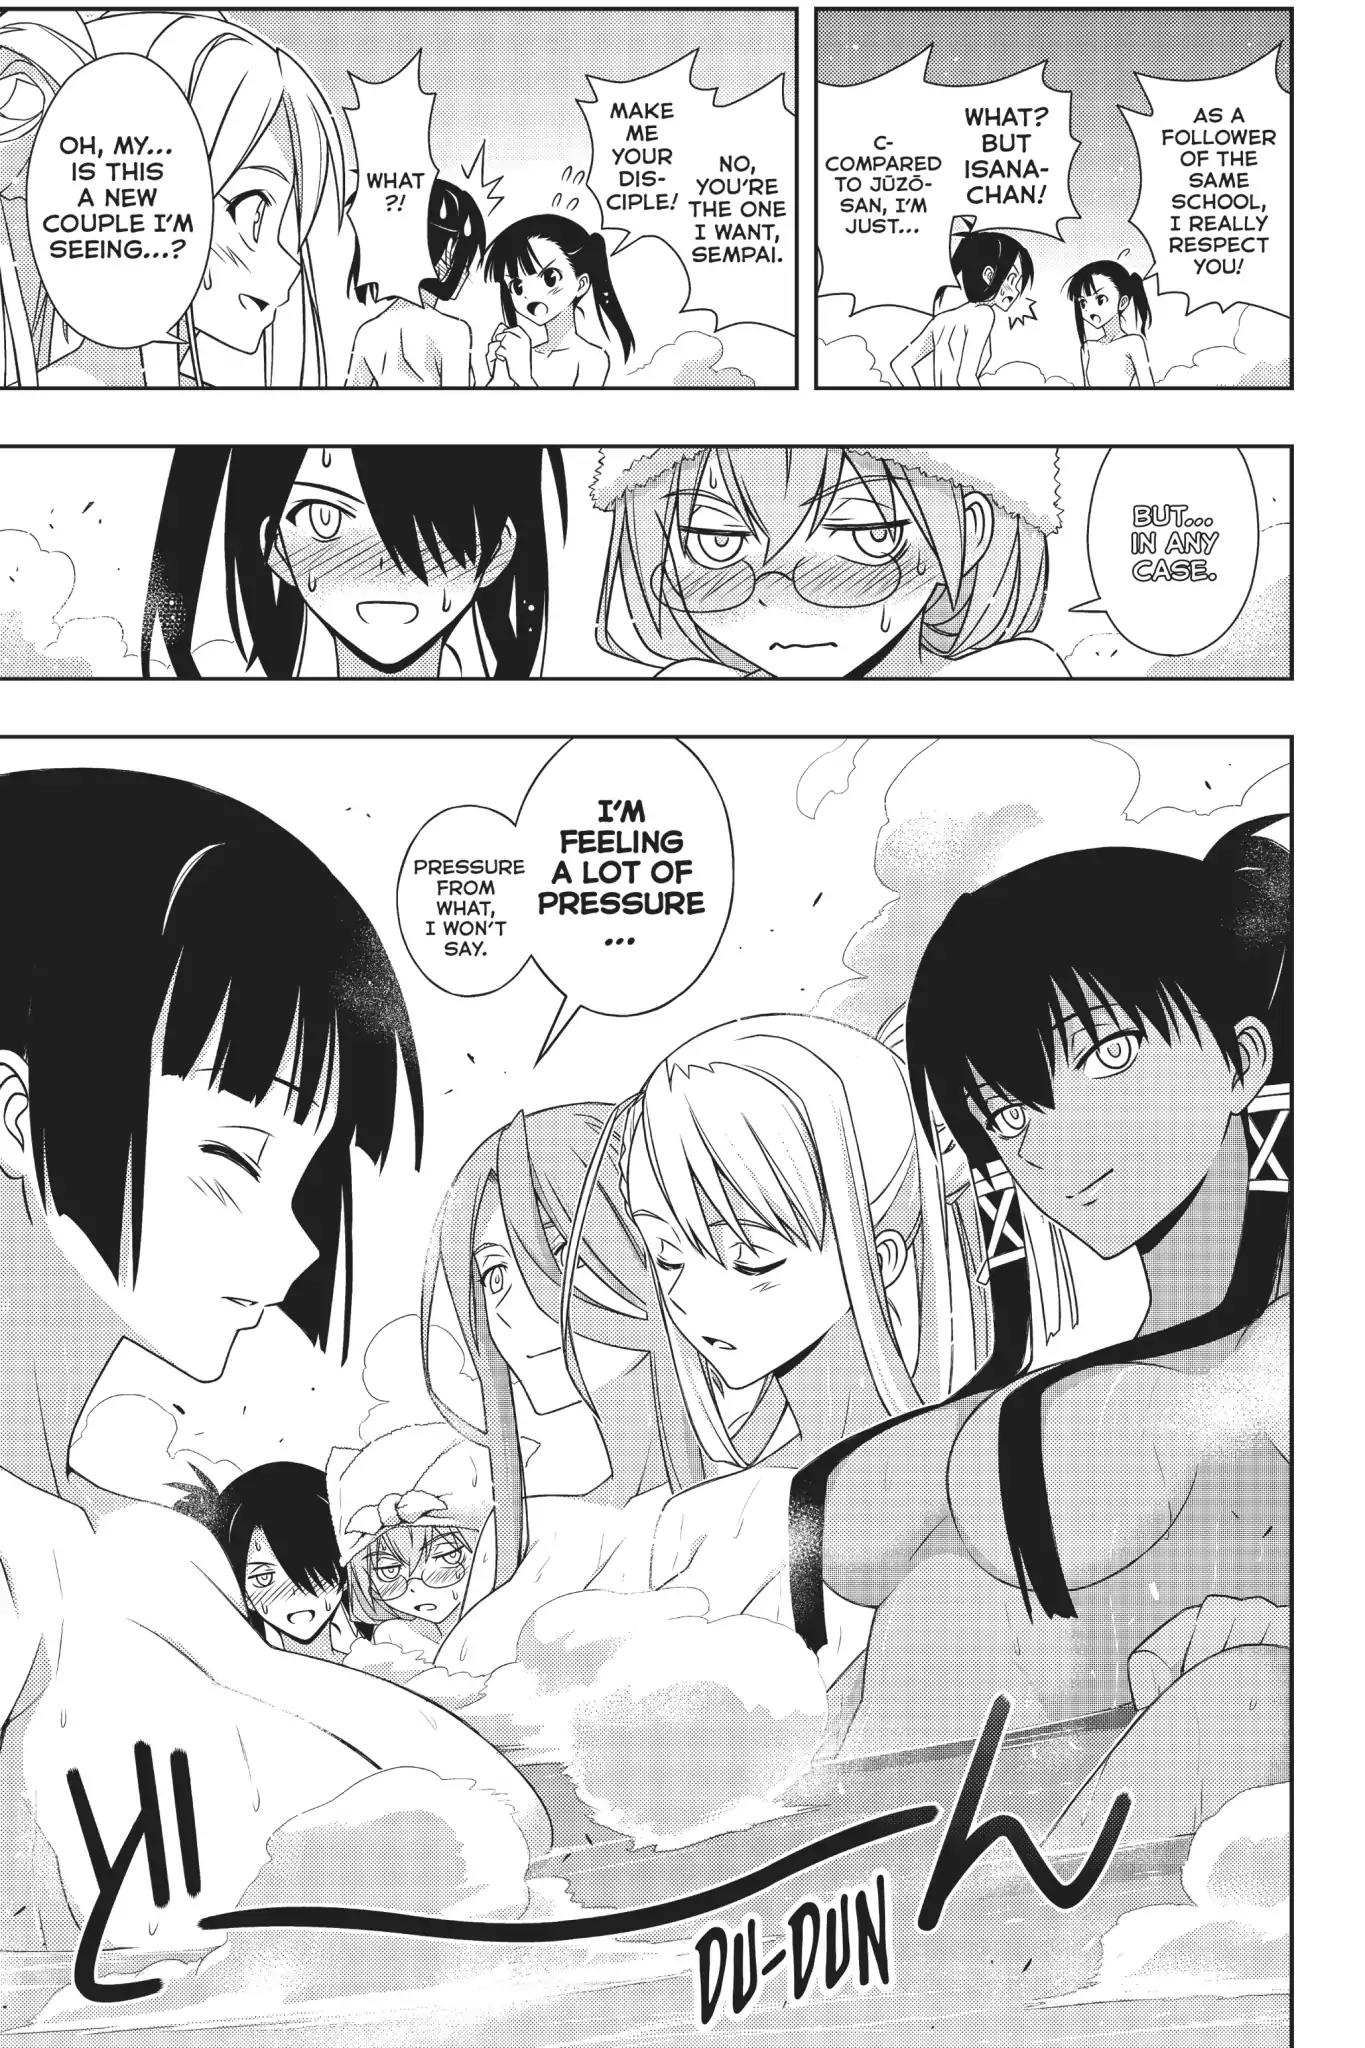 AS A
FOLLOWER
OF THE
SAME
SCHOOL,
I REALLY
RESPECT
YOU!
WHAT?
BUT
ISANA-
CHAN!
C-
COMPARED
TO JŪZŌ-
SAN, I'M
JUST...
NO,
YOU'RE
THE ONE
I WANT,
SEMPAI.
MAKE
ME
YOUR
DIS-
CIPLE!
WHAT
?!
OH, MY...
IS THIS
A NEW
COUPLE I'M
SEEING...?
BUT...
IN ANY
CASE.
I'M
FEELING
A LOT OF
PRESSURE
...
PRESSURE
FROM
WHAT,
I WON'T
SAY.
ど──ん
DU-DUN